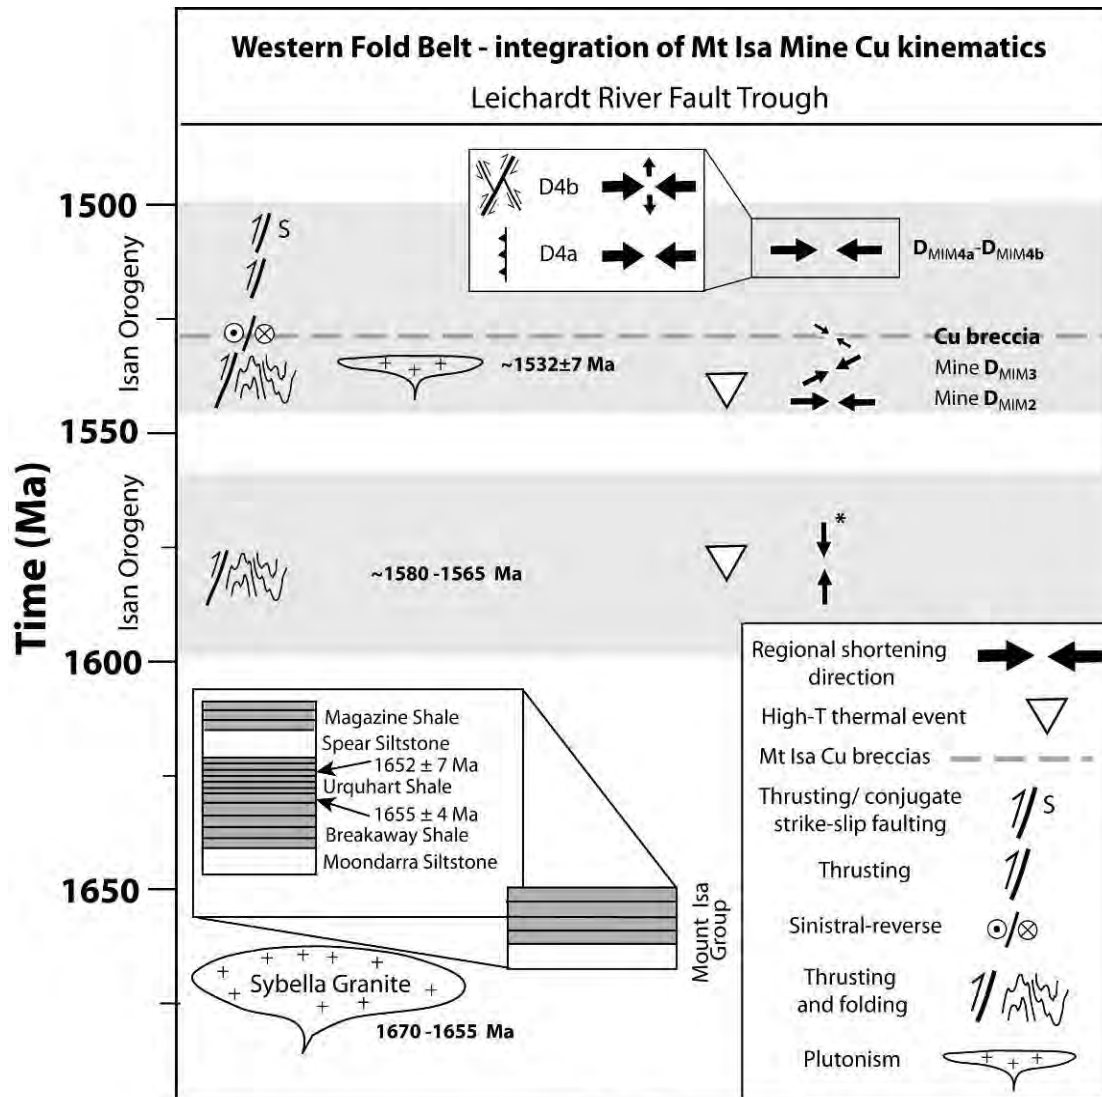 Western Fold Belt - integration of Mt Isa Mine Cu kinematics
Leichardt River Fault Trough
Time (Ma)
1500
1550
1600
1650
Isan Orogeny
Isan Orogeny
S
D4b
D4a
DMIM4a-DMIM4b
Cu breccia
~1532±7 Ma
Mine DMIM3
Mine DMIM2
*
~1580 -1565 Ma
Magazine Shale
Spear Siltstone
1652 ± 7 Ma
Urquhart Shale
1655 ± 4 Ma
Breakaway Shale
Moondarra Siltstone
Mount Isa
Group
Sybella Granite
1670 -1655 Ma
Regional shortening
direction
High-T thermal event
Mt Isa Cu breccias
Thrusting/ conjugate
strike-slip faulting
S
Thrusting
Sinistral-reverse
Thrusting
and folding
Plutonism